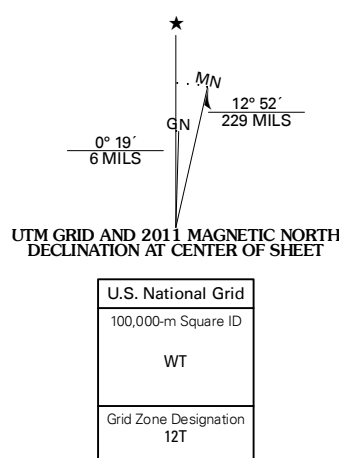 ★
MN
GN
12° 52´
229 MILS
0° 19´
6 MILS
UTM GRID AND 2011 MAGNETIC NORTH
DECLINATION AT CENTER OF SHEET
U.S. National Grid
100,000-m Square ID
WT
Grid Zone Designation
12T